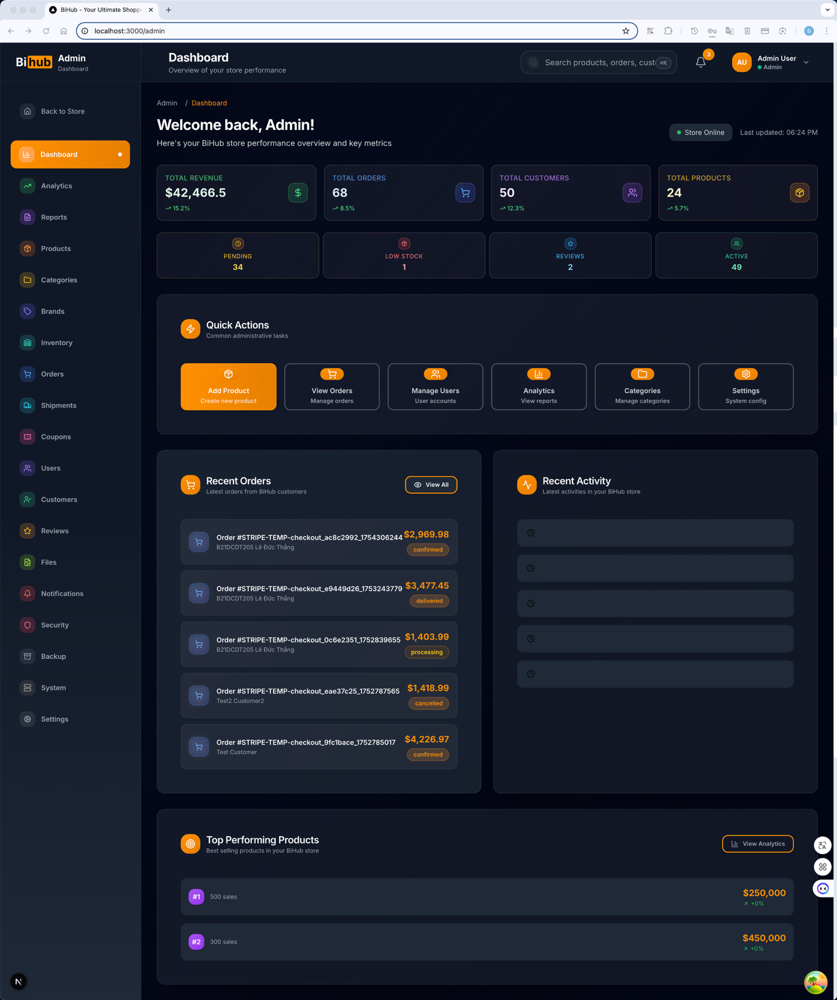 BiHub - Your Ultimate Shoppi
localhost:3000/admin
Đ
Bi hub
Admin
Dashboard
Dashboard
Overview of your store performance
Search products, orders, cust
⌘K
3
AU
Admin User
Admin
Back to Store
Dashboard
Analytics
Reports
Products
Categories
Brands
Inventory
Orders
Shipments
Coupons
Users
Customers
Reviews
Files
Notifications
Security
Backup
System
Settings
N
Admin / Dashboard
Welcome back, Admin!
Here's your BiHub store performance overview and key metrics
Store Online
Last updated: 06:24 PM
TOTAL REVENUE
$42,466.5
15.2%
TOTAL ORDERS
68
8.5%
TOTAL CUSTOMERS
50
12.3%
TOTAL PRODUCTS
24
5.7%
PENDING
34
LOW STOCK
1
REVIEWS
2
ACTIVE
49
Quick Actions
Common administrative tasks
Add Product
Create new product
View Orders
Manage orders
Manage Users
User accounts
Analytics
View reports
Categories
Manage categories
Settings
System config
Recent Orders
Latest orders from BiHub customers
View All
Order #STRIPE-TEMP-checkout_ac8c2992_1754306244
B21DCDT205 Lê Đức Thắng
$2,969.98
confirmed
Order #STRIPE-TEMP-checkout_e9449d26_1753243779
B21DCDT205 Lê Đức Thắng
$3,477.45
delivered
Order #STRIPE-TEMP-checkout_0c6e2351_1752839655
B21DCDT205 Lê Đức Thắng
$1,403.99
processing
Order #STRIPE-TEMP-checkout_eae37c25_1752787565
Test2 Customer2
$1,418.99
cancelled
Order #STRIPE-TEMP-checkout_9fc1bace_1752785017
Test Customer
$4,226.97
confirmed
Recent Activity
Latest activities in your BiHub store
Top Performing Products
Best selling products in your BiHub store
View Analytics
#1
500 sales
$250,000
+0%
#2
300 sales
$450,000
+0%